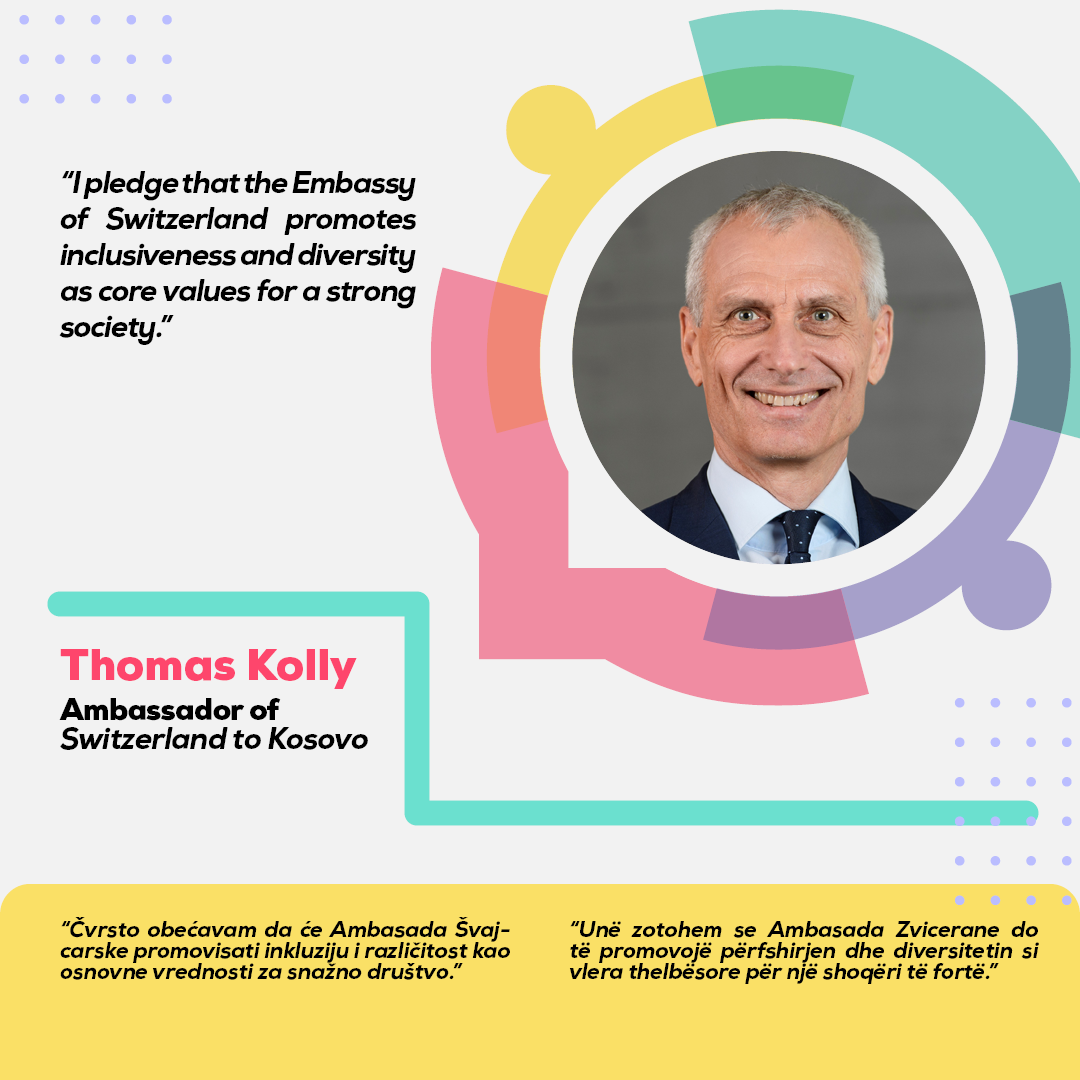 “I pledge that the Embassy
of Switzerland promotes
inclusiveness and diversity
as core values for a strong
society.”
Thomas Kolly
Ambassador of
Switzerland to Kosovo
“Čvrsto obećavam da će Ambasada Švaj-
carske promovisati inkluziju i različitost kao
osnovne vrednosti za snažno društvo.”
“Unë zotohem se Ambasada Zvicerane do
të promovojë përfshirjen dhe diversitetin si
vlera thelbësore për një shoqëri të fortë.”